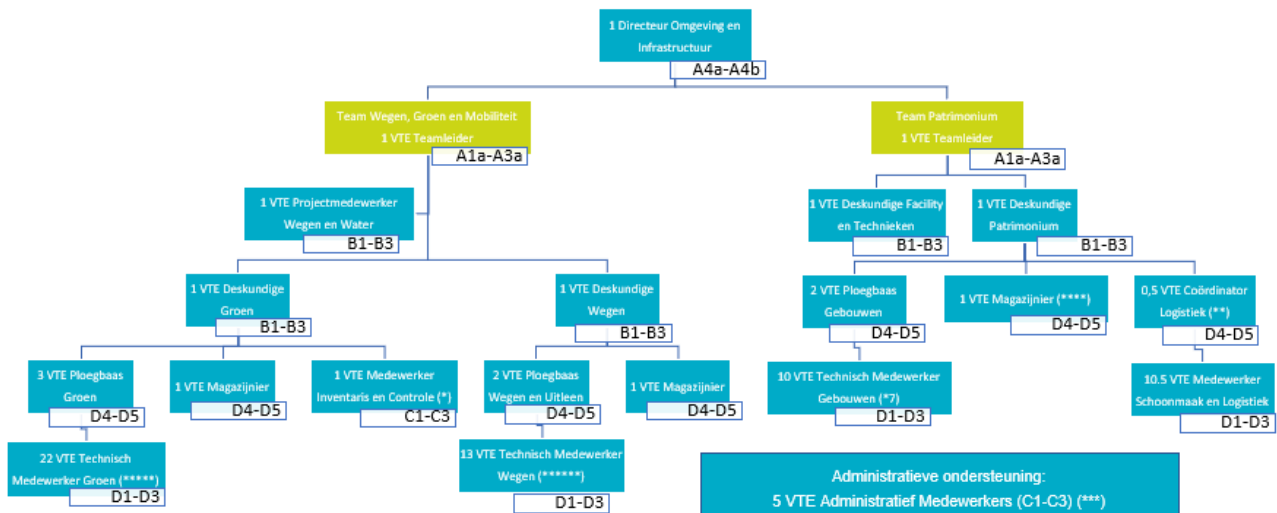 1 Directeur Omgeving en
Infrastructuur
A4a-A4b
Team Wegen, Groen en Mobiliteit
1 VTE Teamleider
A1a-A3a
Team Patrimonium
1 VTE Teamleider
A1a-A3a
1 VTE Projectmedewerker
Wegen en Water
B1-B3
1 VTE Deskundige Facility
en Technieken
B1-B3
1 VTE Deskundige
Patrimonium
B1-B3
1 VTE Deskundige
Groen
B1-B3
1 VTE Deskundige
Wegen
B1-B3
2 VTE Ploegbaas
Gebouwen
D4-D5
1 VTE Magazijnier (****)
D4-D5
0,5 VTE Coördinator
Logistiek (**)
D4-D5
3 VTE Ploegbaas
Groen
D4-D5
1 VTE Magazijnier
D4-D5
1 VTE Medewerker
Inventaris en Controle (*)
C1-C3
2 VTE Ploegbaas
Wegen en Uitleen
D4-D5
1 VTE Magazijnier
D4-D5
10 VTE Technisch Medewerker
Gebouwen (*7)
D1-D3
10.5 VTE Medewerker
Schoonmaak en Logistiek
D1-D3
22 VTE Technisch
Medewerker Groen (*****)
D1-D3
13 VTE Technisch Medewerker
Wegen (******)
D1-D3
Administratieve ondersteuning:
5 VTE Administratief Medewerkers (C1-C3) (***)